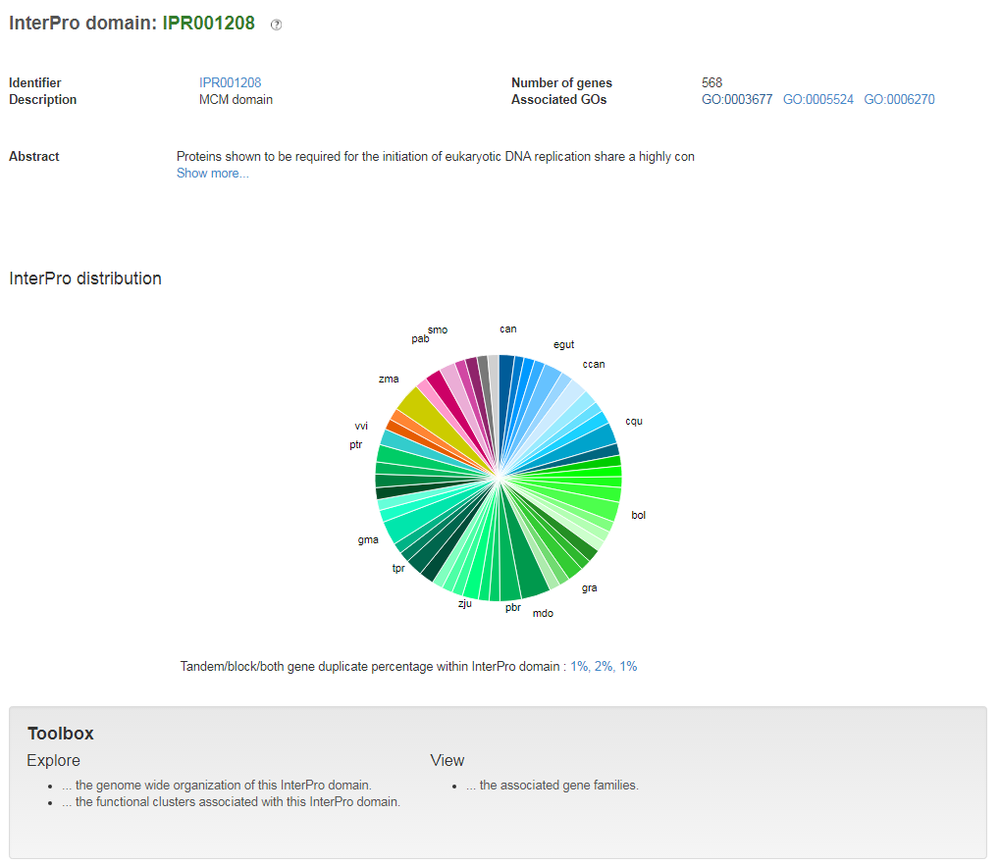 InterPro domain: IPR001208 ?
Identifier IPR001208 Number of genes 568
Description MCM domain Associated GOs GO:0003677 GO:0005524 GO:0006270
Abstract Proteins shown to be required for the initiation of eukaryotic DNA replication share a highly con
Show more...
InterPro distribution
smo can
pab egut
ccan
zma
vvi cqu
ptr
bol
gma
tpr
gra
zju pbr mdo
Tandem/block/both gene duplicate percentage within InterPro domain : 1%, 2%, 1%
Toolbox
Explore View
... the genome wide organization of this InterPro domain. ... the associated gene families.
... the functional clusters associated with this InterPro domain.